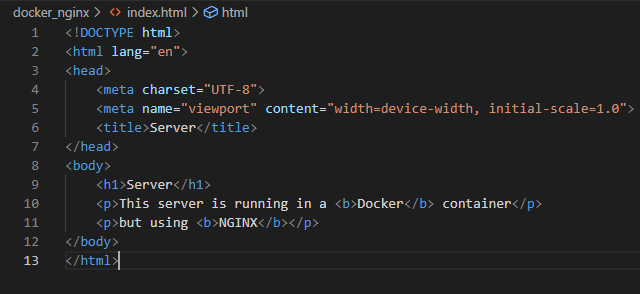 docker_nginx > index.html > html
1 <!DOCTYPE html>
2 <html lang="en">
3 <head>
4     <meta charset="UTF-8">
5     <meta name="viewport" content="width=device-width, initial-scale=1.0">
6     <title>Server</title>
7 </head>
8 <body>
9     <h1>Server</h1>
10     <p>This server is running in a <b>Docker</b> container</p>
11     <p>but using <b>NGINX</b></p>
12 </body>
13 </html>